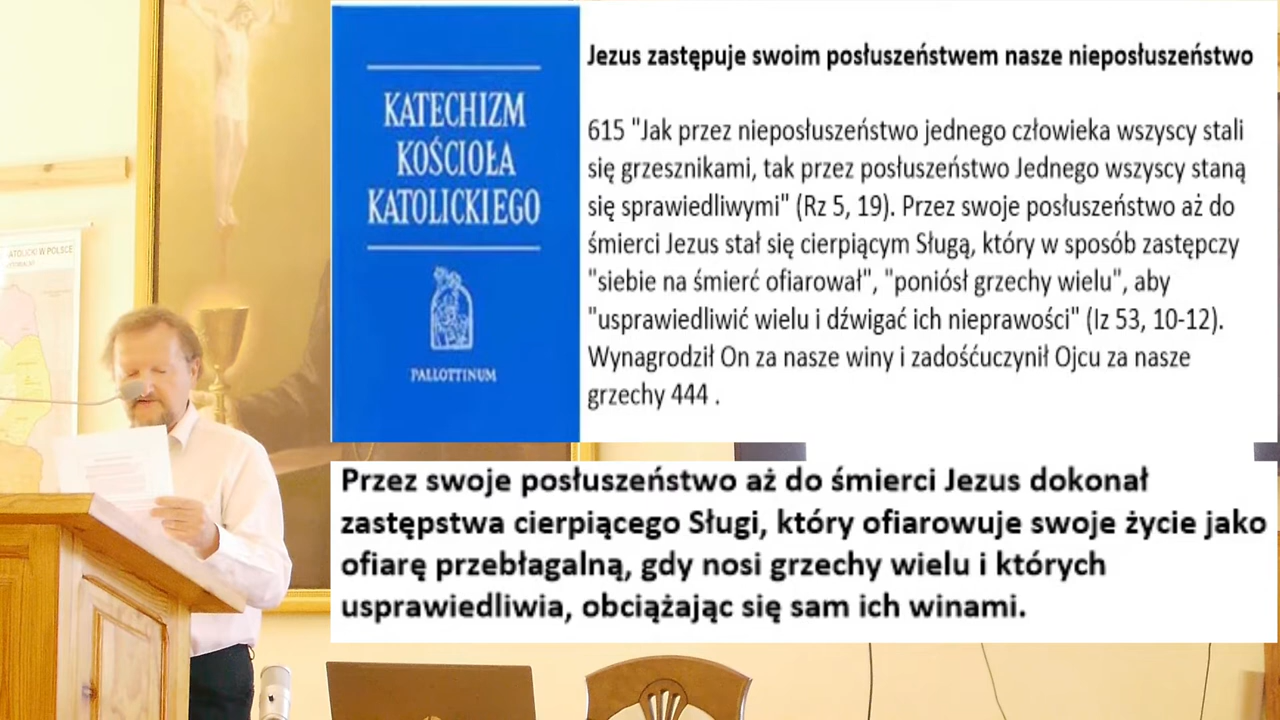 KATECHIZM
KOŚCIOŁA
KATOLICKIEGO
PALLOTTINUM
Jezus zastępuje swoim posłuszeństwem nasze nieposłuszeństwo
615 "Jak przez nieposłuszeństwo jednego człowieka wszyscy stali
się grzesznikami, tak przez posłuszeństwo Jednego wszyscy staną
się sprawiedliwymi" (Rz 5, 19). Przez swoje posłuszeństwo aż do
śmierci Jezus stał się cierpiącym Sługą, który w sposób zastępczy
"siebie na śmierć ofiarował", "poniósł grzechy wielu", aby
"usprawiedliwić wielu i dźwigać ich nieprawości" (Iz 53, 10-12).
Wynagrodził On za nasze winy i zadośćuczynił Ojcu za nasze
grzechy 444 .
Przez swoje posłuszeństwo aż do śmierci Jezus dokonał
zastępstwa cierpiącego Sługi, który ofiarowuje swoje życie jako
ofiarę przebłagalną, gdy nosi grzechy wielu i których
usprawiedliwia, obciążając się sam ich winami.
ATOLICKI W POLSCE